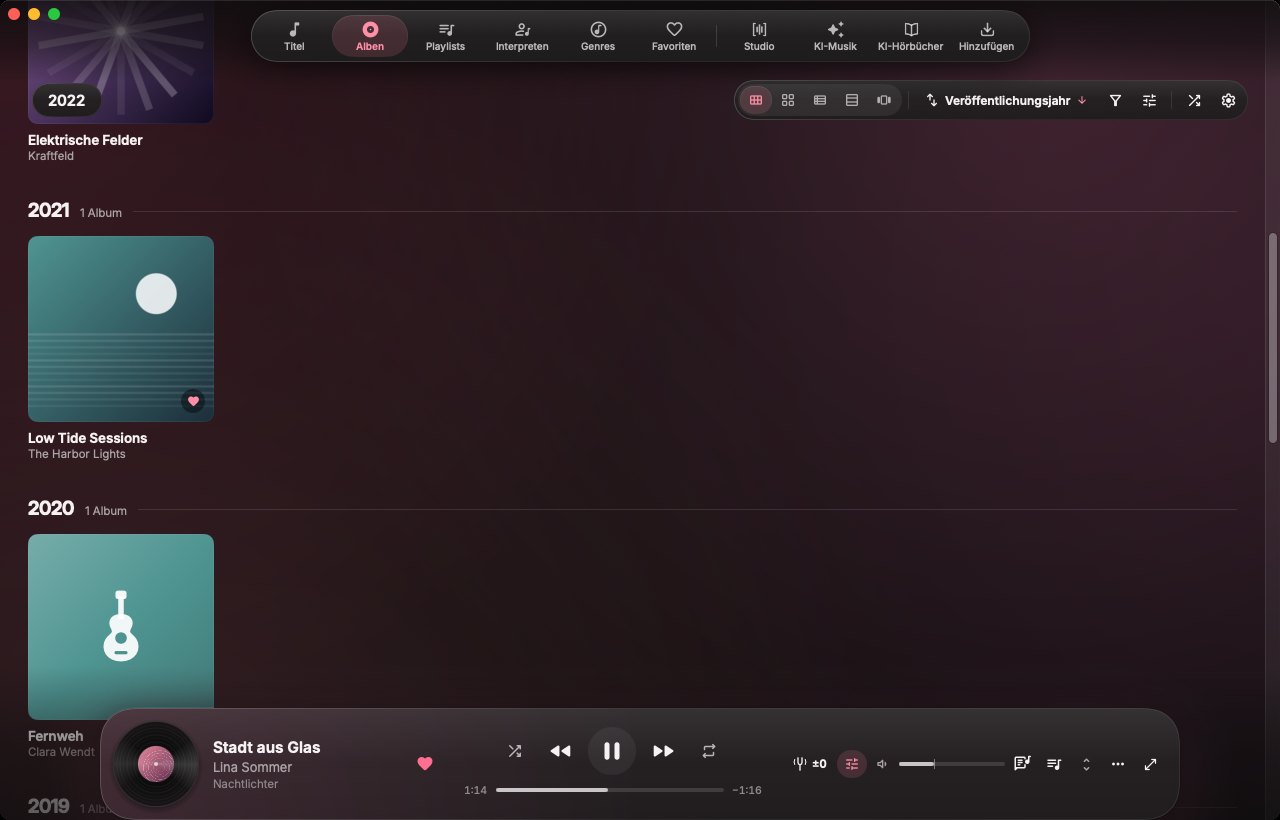 Titel
Alben
Playlists
Interpreten
Genres
Favoriten
Studio
KI-Musik
KI-Hörbücher
Hinzufügen
Veröffentlichungsjahr
2022
Elektrische Felder
Kraftfeld
2021 1 Album
Low Tide Sessions
The Harbor Lights
2020 1 Album
Fernweh
Clara Wendt
2019 1 Albu
Stadt aus Glas
Lina Sommer
Nachtlichter
1:14
−1:16
±0